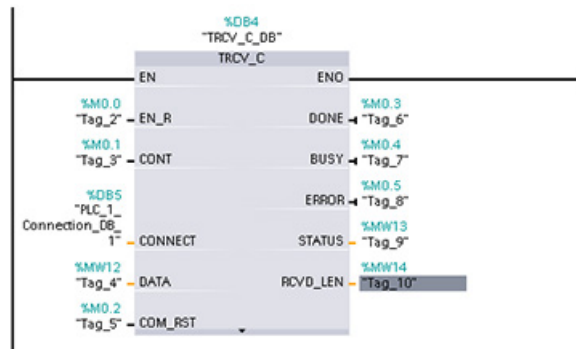 %DB4
"TRCV_C_DB"
TRCV_C
EN ENO
%M0.0 %M0.3
"Tag_2" EN_R DONE "Tag_6"
%M0.1 %M0.4
"Tag_3" CONT BUSY "Tag_7"
%DB5 %M0.5
"PLC_1_ ERROR "Tag_8"
Connection_DB_ %MW13
1" CONNECT STATUS "Tag_9"
%MW12 %MW14
"Tag_4" DATA RCVD_LEN "Tag_10"
%M0.2
"Tag_5" COM_RST